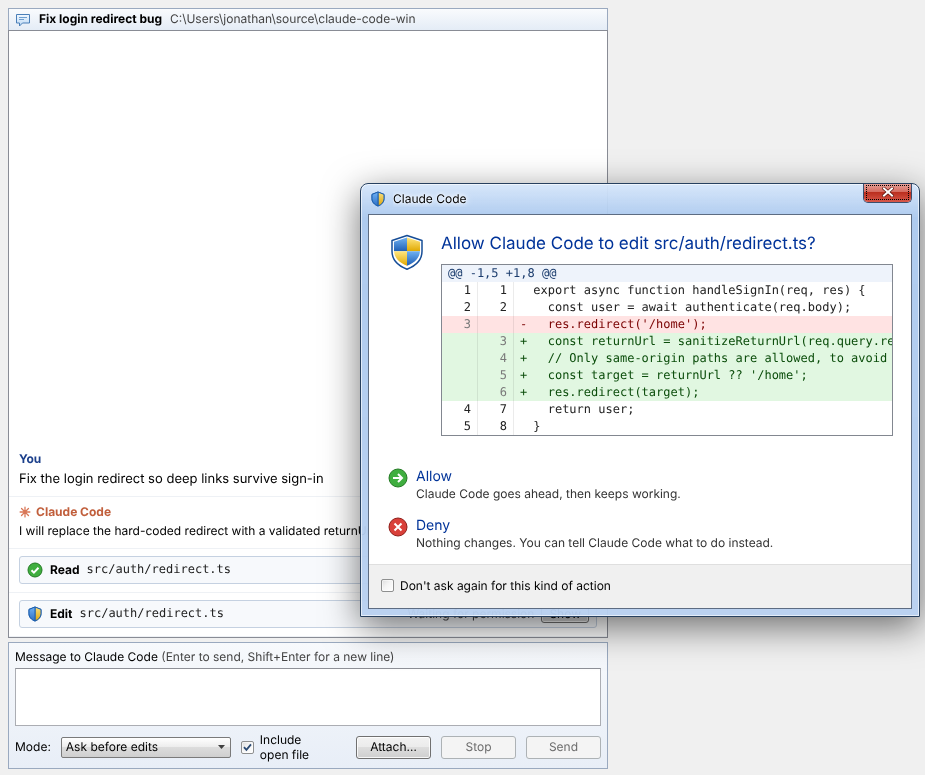 Fix login redirect bug C:\Users\jonathan\source\claude-code-win
You
Fix the login redirect so deep links survive sign-in
Claude Code
I will replace the hard-coded redirect with a validated
Read src/auth/redirect.ts
Edit src/auth/redirect.ts
Waiting for permission Show
Claude Code
Allow Claude Code to edit src/auth/redirect.ts?
@@ -1,5 +1,8 @@
1 1 export async function handleSignIn(req, res) {
2 2 const user = await authenticate(req.body);
3 - res.redirect('/home');
3 + const returnUrl = sanitizeReturnUrl(req.query.re
4 + // Only same-origin paths are allowed, to avoid
5 + const target = returnUrl ?? '/home';
6 + res.redirect(target);
4 7 return user;
5 8 }
Allow
Claude Code goes ahead, then keeps working.
Deny
Nothing changes. You can tell Claude Code what to do instead.
Don't ask again for this kind of action
Message to Claude Code (Enter to send, Shift+Enter for a new line)
Mode: Ask before edits
Include
open file
Attach... Stop Send